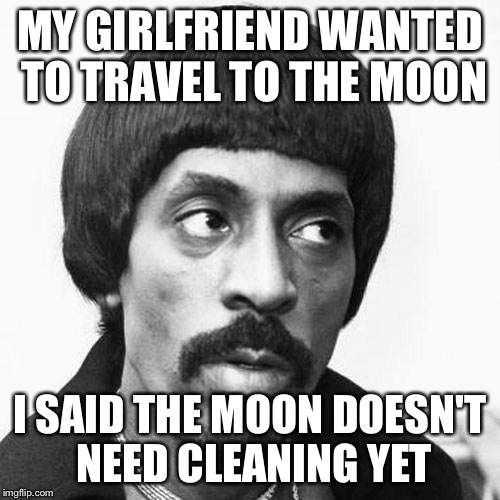 MY GIRLFRIEND WANTED
TO TRAVEL TO THE MOON
I SAID THE MOON DOESN'T
NEED CLEANING YET
imgflip.com